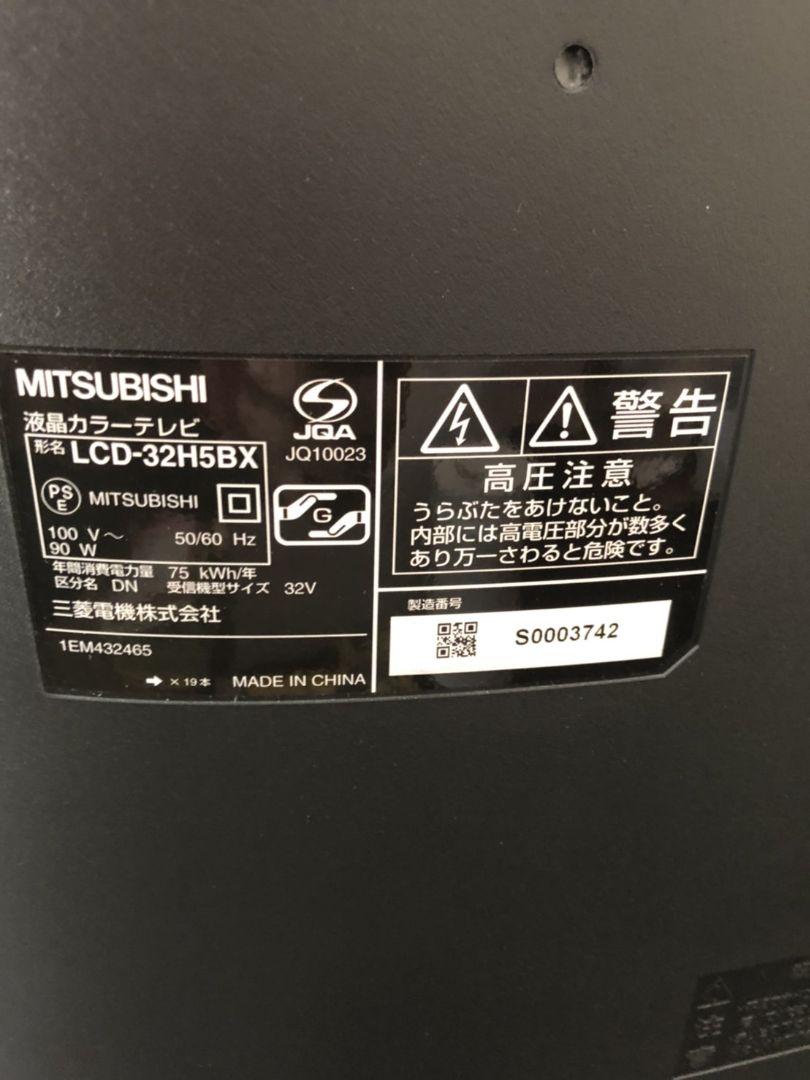 MITSUBISHI
液晶カラーテレビ
形名 LCD-32H5BX
JQA
JQ10023
PS
E
MITSUBISHI
100 V～ 50/60 Hz
90 W
G
年間消費電力量 75 kWh/年
区分名 DN 受信機型サイズ 32V
三菱電機株式会社
1EM432465
➡ × 19本 MADE IN CHINA
警告
高圧注意
うらぶたをあけないこと。
内部には高電圧部分が数多く
あり万一さわると危険です。
製造番号
S0003742
注